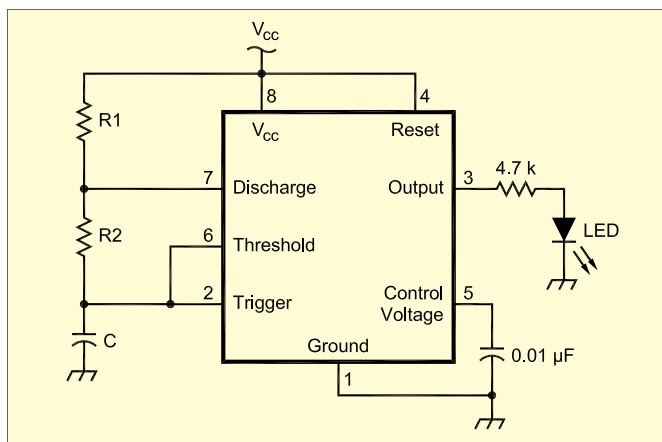 VCC
8
4
R1
VCC
Reset
4.7 k
7
Discharge
Output
3
R2
6
Threshold
LED
2
Trigger
Control
Voltage
5
C
Ground
0.01 µF
1